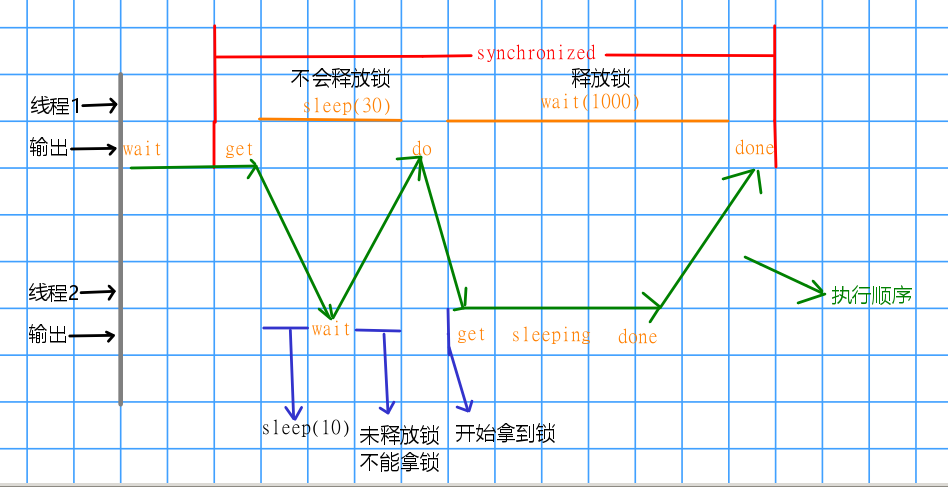 synchronized
不会释放锁
释放锁
sleep(30)
wait(1000)
线程1
输出
wait
get
do
done
线程2
输出
wait
get
sleeping
done
执行顺序
sleep(10)
未释放锁
不能拿锁
开始拿到锁